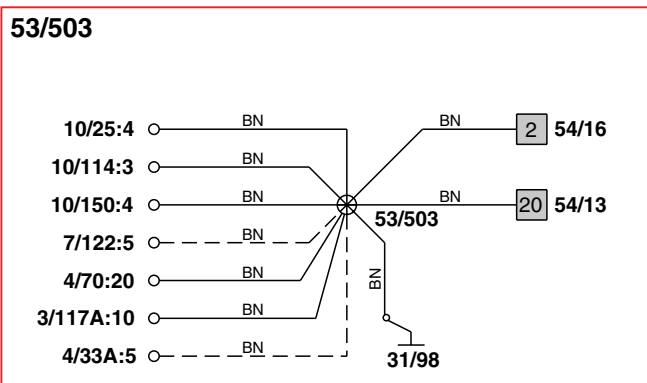 53/503
10/25:4 BN BN 2 54/16
10/114:3 BN
10/150:4 BN BN 20 54/13
53/503
7/122:5 BN
4/70:20 BN
BN
3/117A:10 BN
4/33A:5 BN
31/98